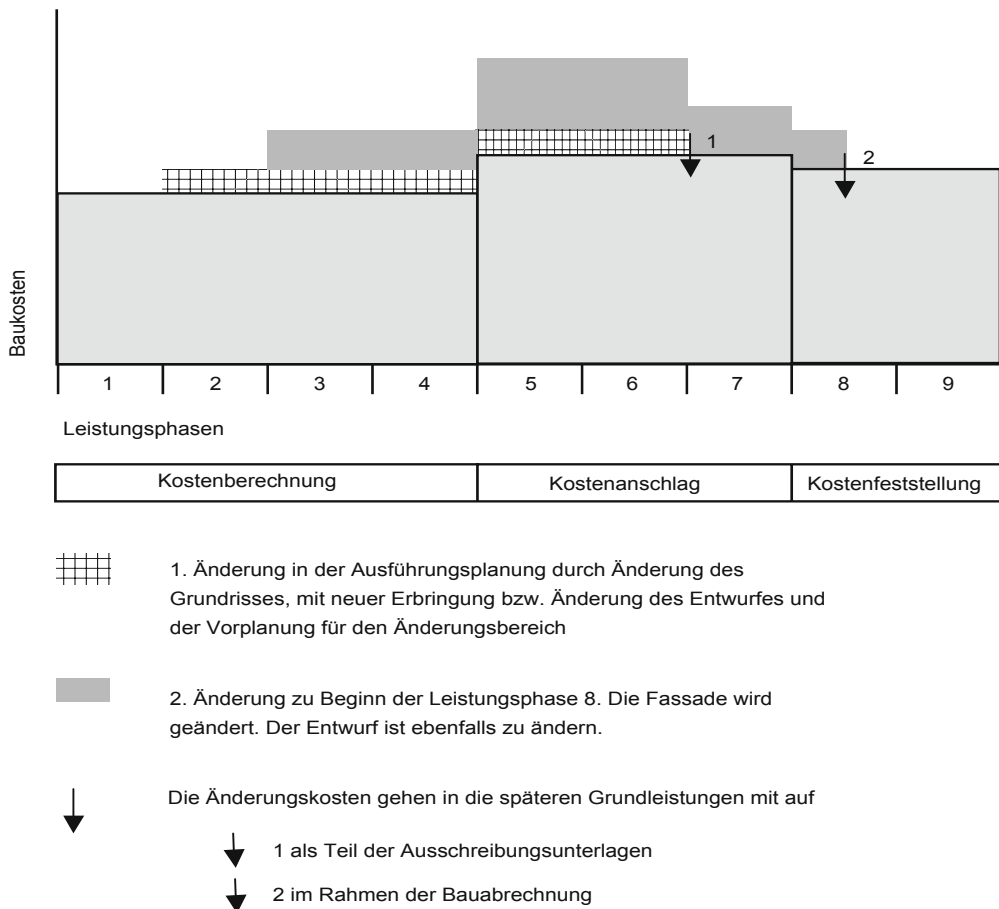 1
2
Baukosten
1 2 3 4 5 6 7 8 9
Leistungsphasen
Kostenberechnung Kostenanschlag Kostenfeststellung
1. Änderung in der Ausführungsplanung durch Änderung des
Grundrisses, mit neuer Erbringung bzw. Änderung des Entwurfes und
der Vorplanung für den Änderungsbereich
2. Änderung zu Beginn der Leistungsphase 8. Die Fassade wird
geändert. Der Entwurf ist ebenfalls zu ändern.
Die Änderungskosten gehen in die späteren Grundleistungen mit auf
1 als Teil der Ausschreibungsunterlagen
2 im Rahmen der Bauabrechnung